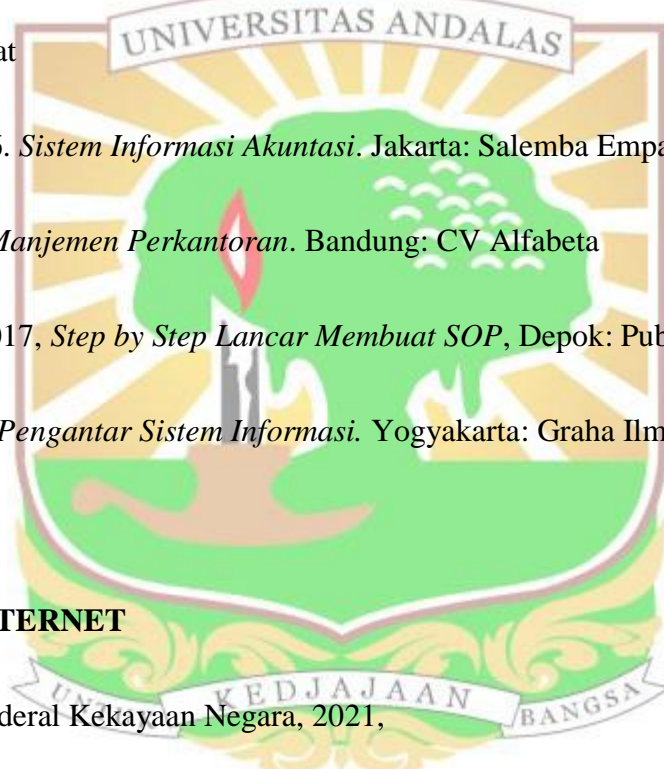 UNIVERSITAS ANDALAS
at
. Sistem Informasi Akuntasi. Jakarta: Salemba Empa
Manjemen Perkantoran. Bandung: CV Alfabeta
017, Step by Step Lancar Membuat SOP, Depok: Pub
Pengantar Sistem Informasi. Yogyakarta: Graha Ilm
TERNET
KEDJAJAAN
BANGSA
deral Kekayaan Negara, 2021,